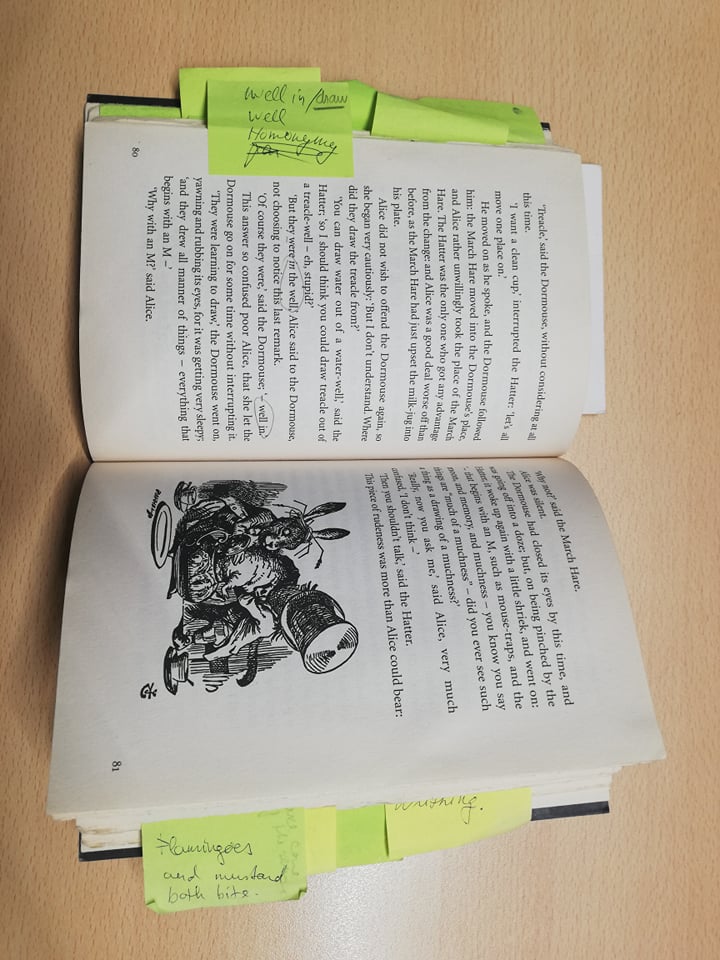 'Treacle,' said the Dormouse, without considering at all
this time.
'I want a clean cup,' interrupted the Hatter: 'let's all
move one place on.'
He moved on as he spoke, and the Dormouse followed
him: the March Hare moved into the Dormouse's place,
and Alice rather unwillingly took the place of the March
Hare. The Hatter was the only one who got any advantage
from the change: and Alice was a good deal worse off than
before, as the March Hare had just upset the milk-jug into
his plate.
Alice did not wish to offend the Dormouse again, so
she began very cautiously: 'But I don't understand. Where
did they draw the treacle from?'
'You can draw water out of a water-well,' said the
Hatter; 'so I should think you could draw treacle out of
a treacle-well – eh, stupid?'
'But they were in the well,' Alice said to the Dormouse,
not choosing to notice this last remark.
'Of course they were,' said the Dormouse; '– well in.'
This answer so confused poor Alice, that she let the
Dormouse go on for some time without interrupting it.
'They were learning to draw,' the Dormouse went on,
yawning and rubbing its eyes, for it was getting very sleepy;
'and they drew all manner of things – everything that
begins with an M –'
'Why with an M?' said Alice.
80
well in/draw
well
'Why not?' said the March Hare.
Alice was silent.
The Dormouse had closed its eyes by this time, and
was going off into a doze; but, on being pinched by the
Hatter, it woke up again with a little shriek, and went on:
'– that begins with an M, such as mouse-traps, and the
moon, and memory, and muchness – you know you say
things are "much of a muchness" – did you ever see such
a thing as a drawing of a muchness?'
'Really, now you ask me,' said Alice, very much
confused, 'I don't think –'
'Then you shouldn't talk,' said the Hatter.
This piece of rudeness was more than Alice could bear:
81
Flamingoes
and mustard
both bite.